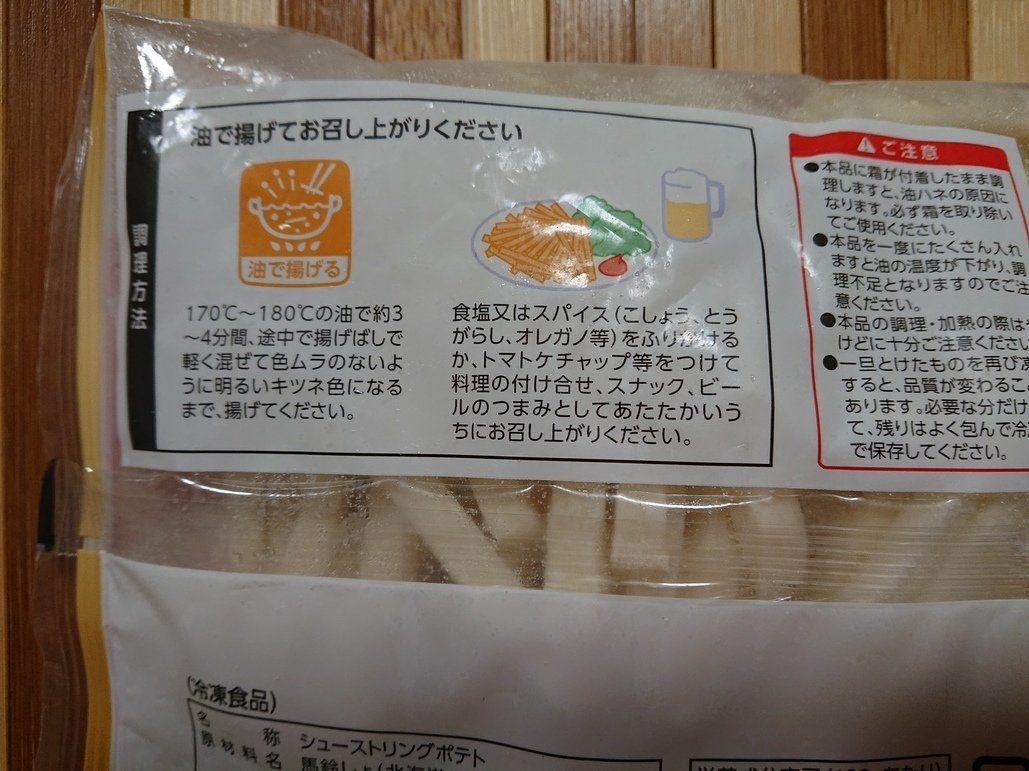 調理方法
油で揚げてお召し上がりください
油で揚げる
170℃～180℃の油で約3
～4分間、途中で揚げばしで
軽く混ぜて色ムラのないよ
うに明るいキツネ色になる
まで、揚げてください。
食塩又はスパイス(こしょう、とう
がらし、オレガノ等)をふりかける
か、トマトケチャップ等をつけて
料理の付け合せ、スナック、ビー
ルのつまみとしてあたたかいう
ちにお召し上がりください。
ご注意
●本品に霜が付着したまま調
理しますと、油ハネの原因に
なります。必ず霜を取り除い
てご使用ください。
●本品を一度にたくさん入れ
ますと油の温度が下がり、調
理不足となりますのでご注
意ください。
●本品の調理・加熱の際は
けどに十分ご注意ください
●一旦とけたものを再び
すると、品質が変わるこ
あります。必要な分だけ
て、残りはよく包んで冷
で保存してください。
(冷凍食品)
名称 シューストリングポテト
原材料名